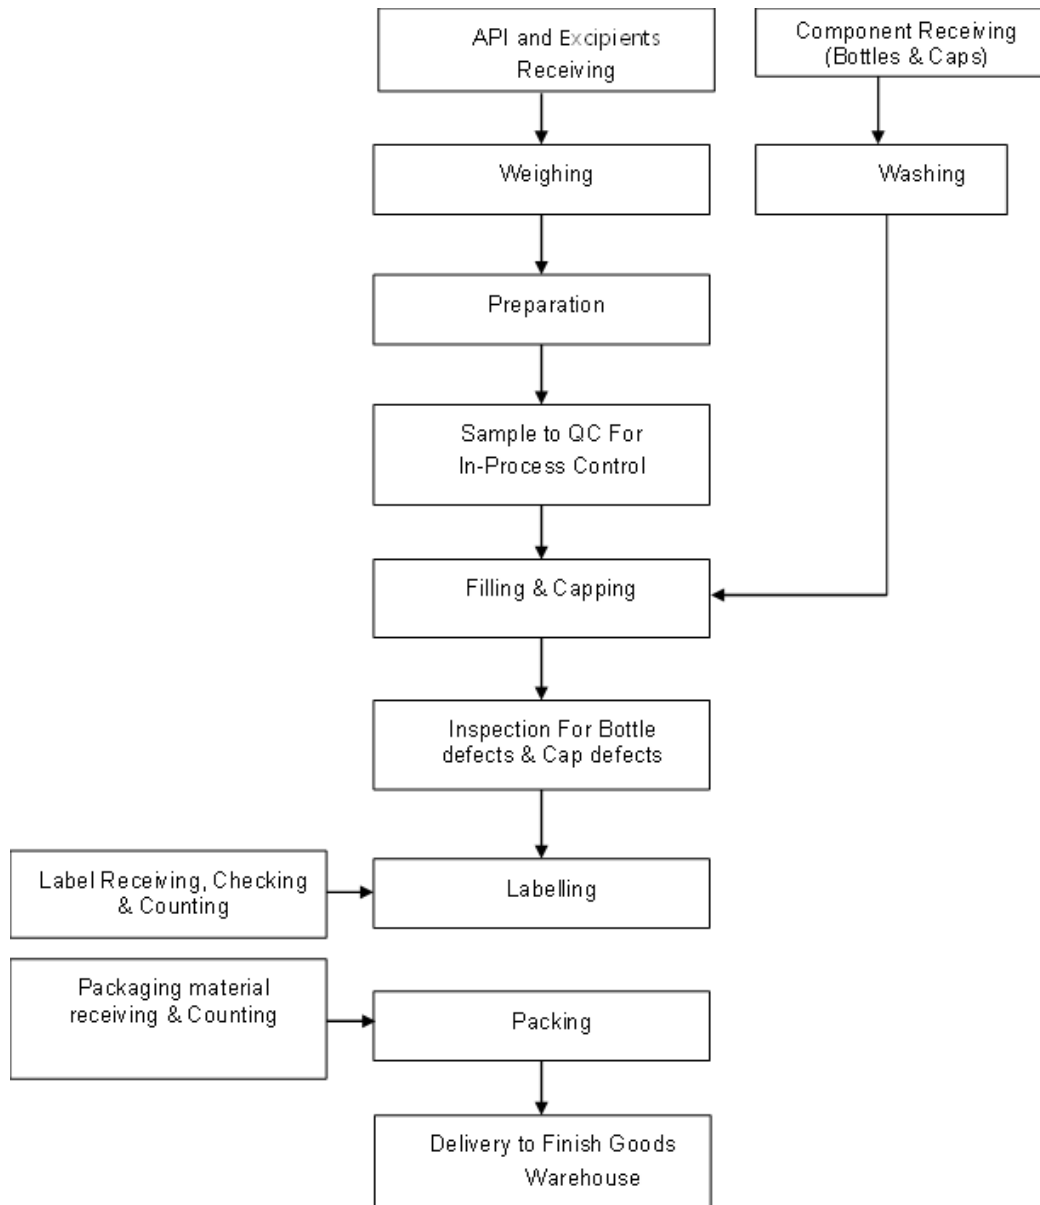 API and Excipients
Receiving
Component Receiving
(Bottles & Caps)
Weighing
Washing
Preparation
Sample to QC For
In-Process Control
Filling & Capping
Inspection For Bottle
defects & Cap defects
Label Receiving, Checking
& Counting
Labelling
Packaging material
receiving & Counting
Packing
Delivery to Finish Goods
Warehouse